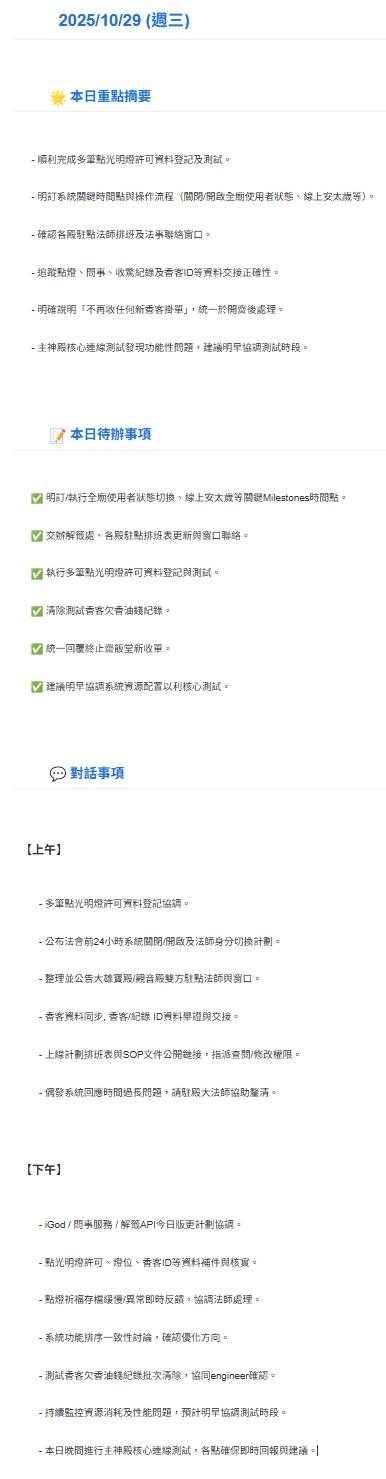 2025/10/29 (週三)
🌟 本日重點摘要
- 順利完成多筆點光明燈許可資料登記及測試。
- 明訂系統關鍵時間點與操作流程（關閉/開啟全廟使用者狀態、線上安太歲等）。
- 確認各殿駐點法師排班及法事聯絡窗口。
- 追蹤點燈、問事、收驚紀錄及香客ID等資料交接正確性。
- 明確說明「不再收任何新香客掛單」，統一於開齋後處理。
- 主神殿核心連線測試發現功能性問題，建議明早協調測試時段。
📝 本日待辦事項
✅ 明訂/執行全廟使用者狀態切換、線上安太歲等關鍵Milestones時間點。
✅ 交辦解籤處、各殿駐點排班表更新與窗口聯絡。
✅ 執行多筆點光明燈許可資料登記與測試。
✅ 清除測試香客欠香油錢紀錄。
✅ 統一回覆終止齋飯堂新收單。
✅ 建議明早協調系統資源配置以利核心測試。
💬 對話事項
【上午】
- 多筆點光明燈許可資料登記協調。
- 公布法會前24小時系統關閉/開啟及法師身分切換計劃。
- 整理並公告大雄寶殿/觀音殿雙方駐點法師與窗口。
- 香客資料同步, 香客/紀錄 ID資料舉證與交接。
- 上線計劃排班表與SOP文件公開鏈接，指派查閱/修改權限。
- 偶發系統回應時間過長問題，請駐殿大法師協助釐清。
【下午】
- iGod / 問事服務 / 解籤API今日版更計劃協調。
- 點光明燈許可、燈位、香客ID等資料補件與核實。
- 點燈祈福存檔緩慢/異常即時反饋，協調法師處理。
- 系統功能排序一致性討論，確認優化方向。
- 測試香客欠香油錢紀錄批次清除，協同engineer確認。
- 持續監控資源消耗及性能問題，預計明早協調測試時段。
- 本日晚間進行主神殿核心連線測試，各點確保即時回報與建議。